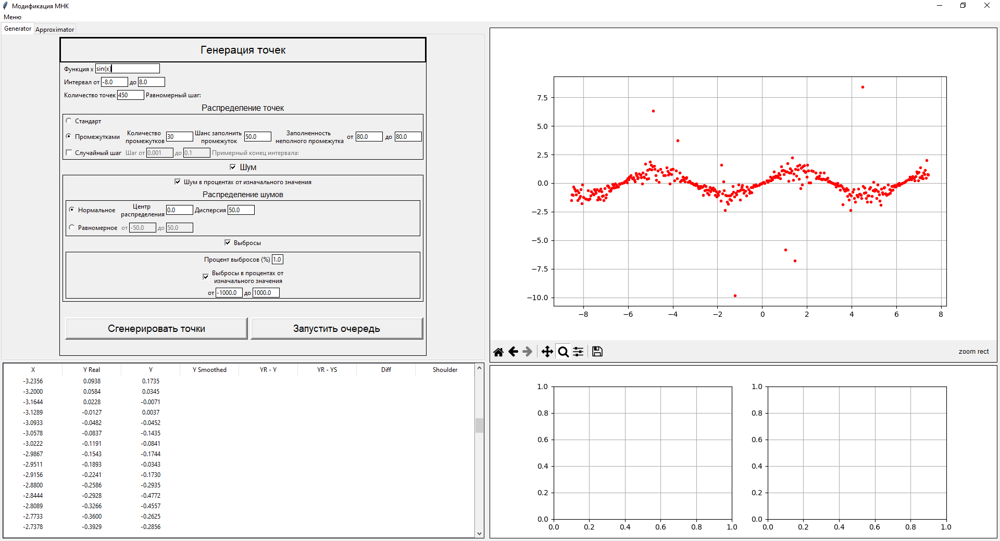 Модификация МНК
Меню
Generator Approximator
Генерация точек
Функция x sin(x)
Интервал от -8.0 до 8.0
Количество точек 450 Равномерный шаг:
Распределение точек
Стандарт
Промежутками Количество промежутков 30 Шанс заполнить промежуток 50.0 Заполненность неполного промежутка от 80.0 до 80.0
Случайный шаг Шаг от 0.001 до 0.1 Примерный конец интервала:
Шум
Шум в процентах от изначального значения
Распределение шумов
Нормальное Центр распределения 0.0 Дисперсия 50.0
Равномерное от -50.0 до 50.0
Выбросы
Процент выбросов (%) 1.0
Выбросы в процентах от
изначального значения
от -1000.0 до 1000.0
Сгенерировать точки Запустить очередь
X Y Real Y Y Smoothed YR - Y YR - YS Diff Shoulder
-3.2356 0.0938 0.1735
-3.2000 0.0584 0.0345
-3.1644 0.0228 -0.0071
-3.1289 -0.0127 0.0037
-3.0933 -0.0482 -0.0452
-3.0578 -0.0837 -0.1435
-3.0222 -0.1191 -0.0841
-2.9867 -0.1543 -0.1744
-2.9511 -0.1893 -0.0343
-2.9156 -0.2241 -0.1730
-2.8800 -0.2586 -0.2935
-2.8444 -0.2928 -0.4772
-2.8089 -0.3266 -0.4557
-2.7733 -0.3600 -0.2625
-2.7378 -0.3929 -0.2856
7.5
5.0
2.5
0.0
−2.5
−5.0
−7.5
−10.0
−8 −6 −4 −2 0 2 4 6 8
zoom rect
1.0
0.8
0.6
0.4
0.2
0.0
0.0 0.2 0.4 0.6 0.8 1.0
1.0
0.8
0.6
0.4
0.2
0.0
0.0 0.2 0.4 0.6 0.8 1.0